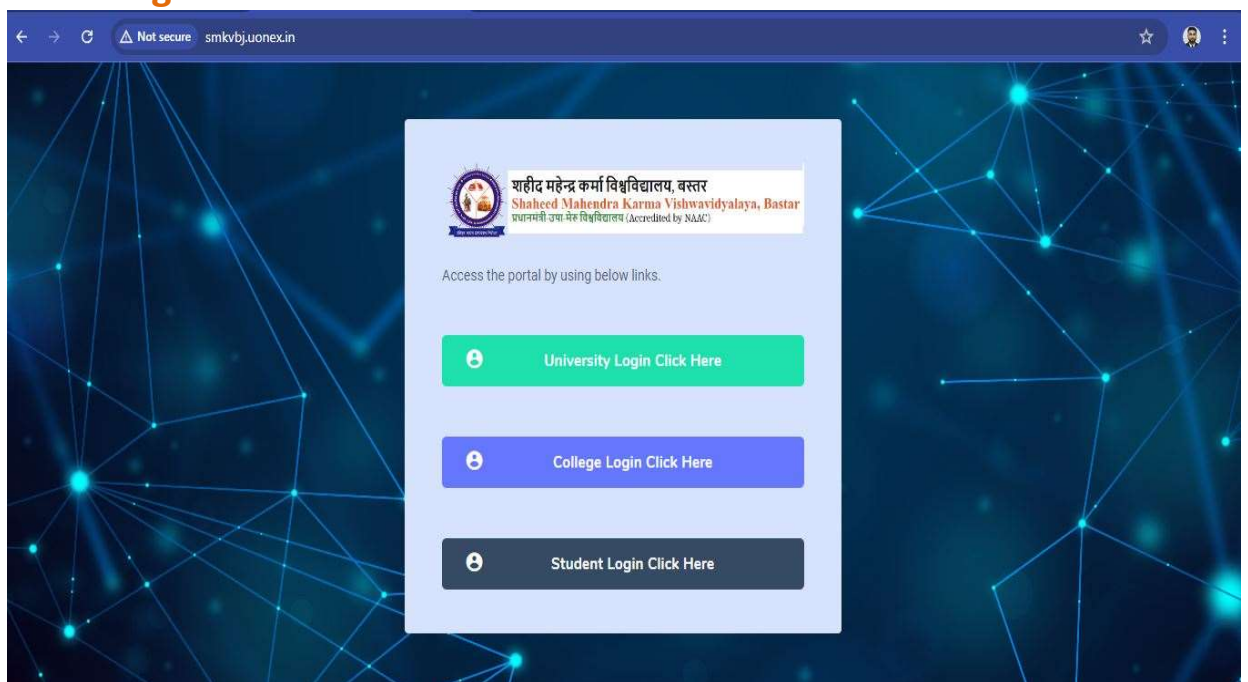 Not secure smkvbj.uonex.in
शहीद महेन्द्र कर्मा विश्वविद्यालय, बस्तर
Shaheed Mahendra Karma Vishwavidyalaya, Bastar
प्रधानमंत्री-उषा-मेरु विश्वविद्यालय (Accredited by NAAC)
Access the portal by using below links.
University Login Click Here
College Login Click Here
Student Login Click Here